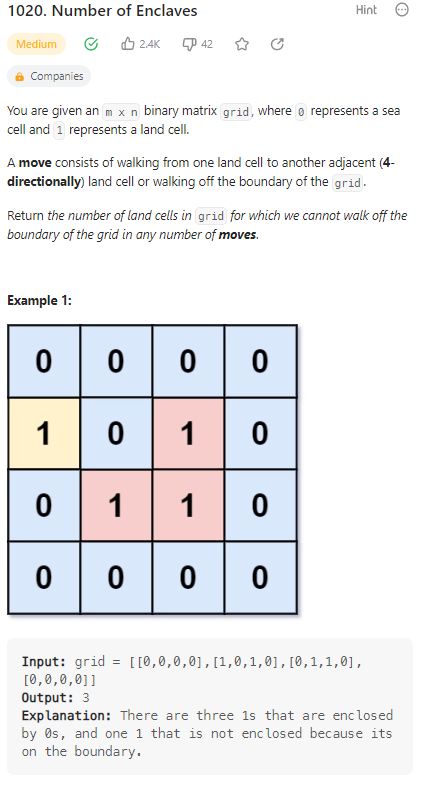 1020. Number of Enclaves Hint
Medium 2.4K 42
Companies
You are given an m x n binary matrix grid, where 0 represents a sea
cell and 1 represents a land cell.
A move consists of walking from one land cell to another adjacent (4-
directionally) land cell or walking off the boundary of the grid.
Return the number of land cells in grid for which we cannot walk off the
boundary of the grid in any number of moves.
Example 1:
0 0 0 0
1 0 1 0
0 1 1 0
0 0 0 0
Input: grid = [[0,0,0,0],[1,0,1,0],[0,1,1,0],
[0,0,0,0]]
Output: 3
Explanation: There are three 1s that are enclosed
by 0s, and one 1 that is not enclosed because its
on the boundary.